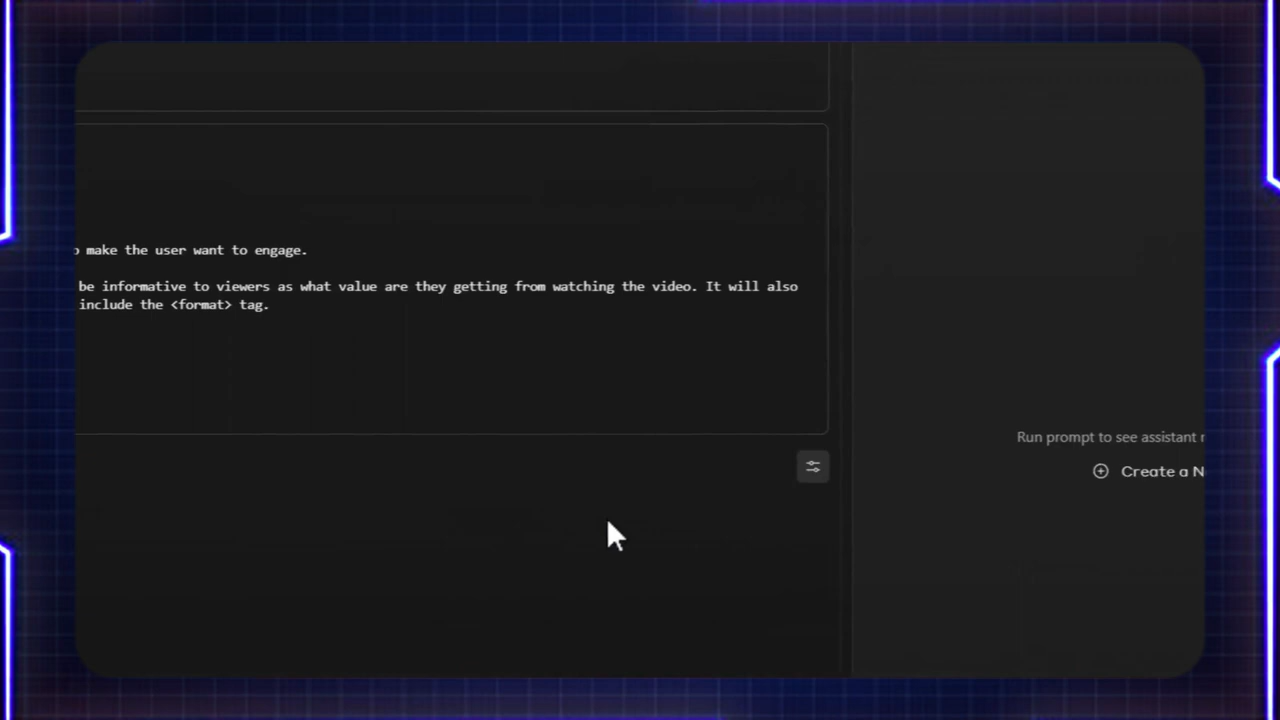 make the user want to engage.
be informative to viewers as what value are they getting from watching the video. It will also
include the <format> tag.
Run prompt to see assistant
Create a N